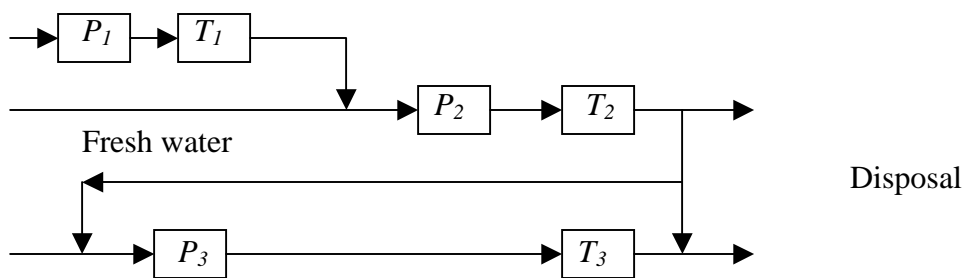 P1 T1
P2 T2
Fresh water
Disposal
P3 T3